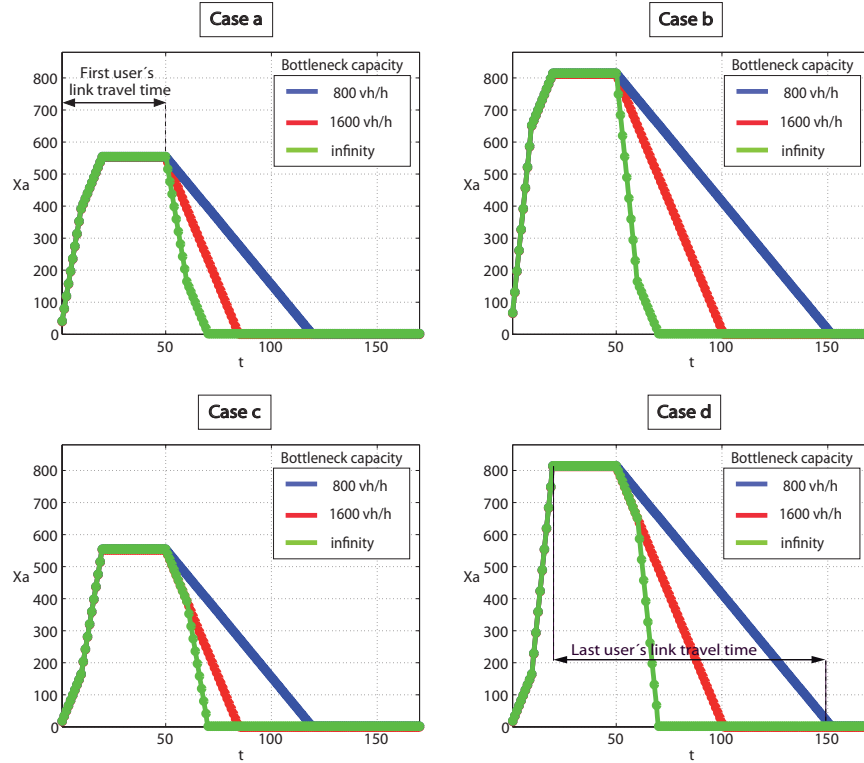 Case a
Bottleneck capacity
First user´s
link travel time
800 vh/h
1600 vh/h
infinity
800
700
600
500
Xa
400
300
200
100
0
50
100
150
t
Case b
Bottleneck capacity
800 vh/h
1600 vh/h
infinity
800
700
600
500
Xa
400
300
200
100
0
50
100
150
t
Case c
Bottleneck capacity
800 vh/h
1600 vh/h
infinity
800
700
600
500
Xa
400
300
200
100
0
50
100
150
t
Case d
Bottleneck capacity
800 vh/h
1600 vh/h
infinity
800
700
600
500
Xa
400
300
Last user´s link travel time
200
100
0
50
100
150
t